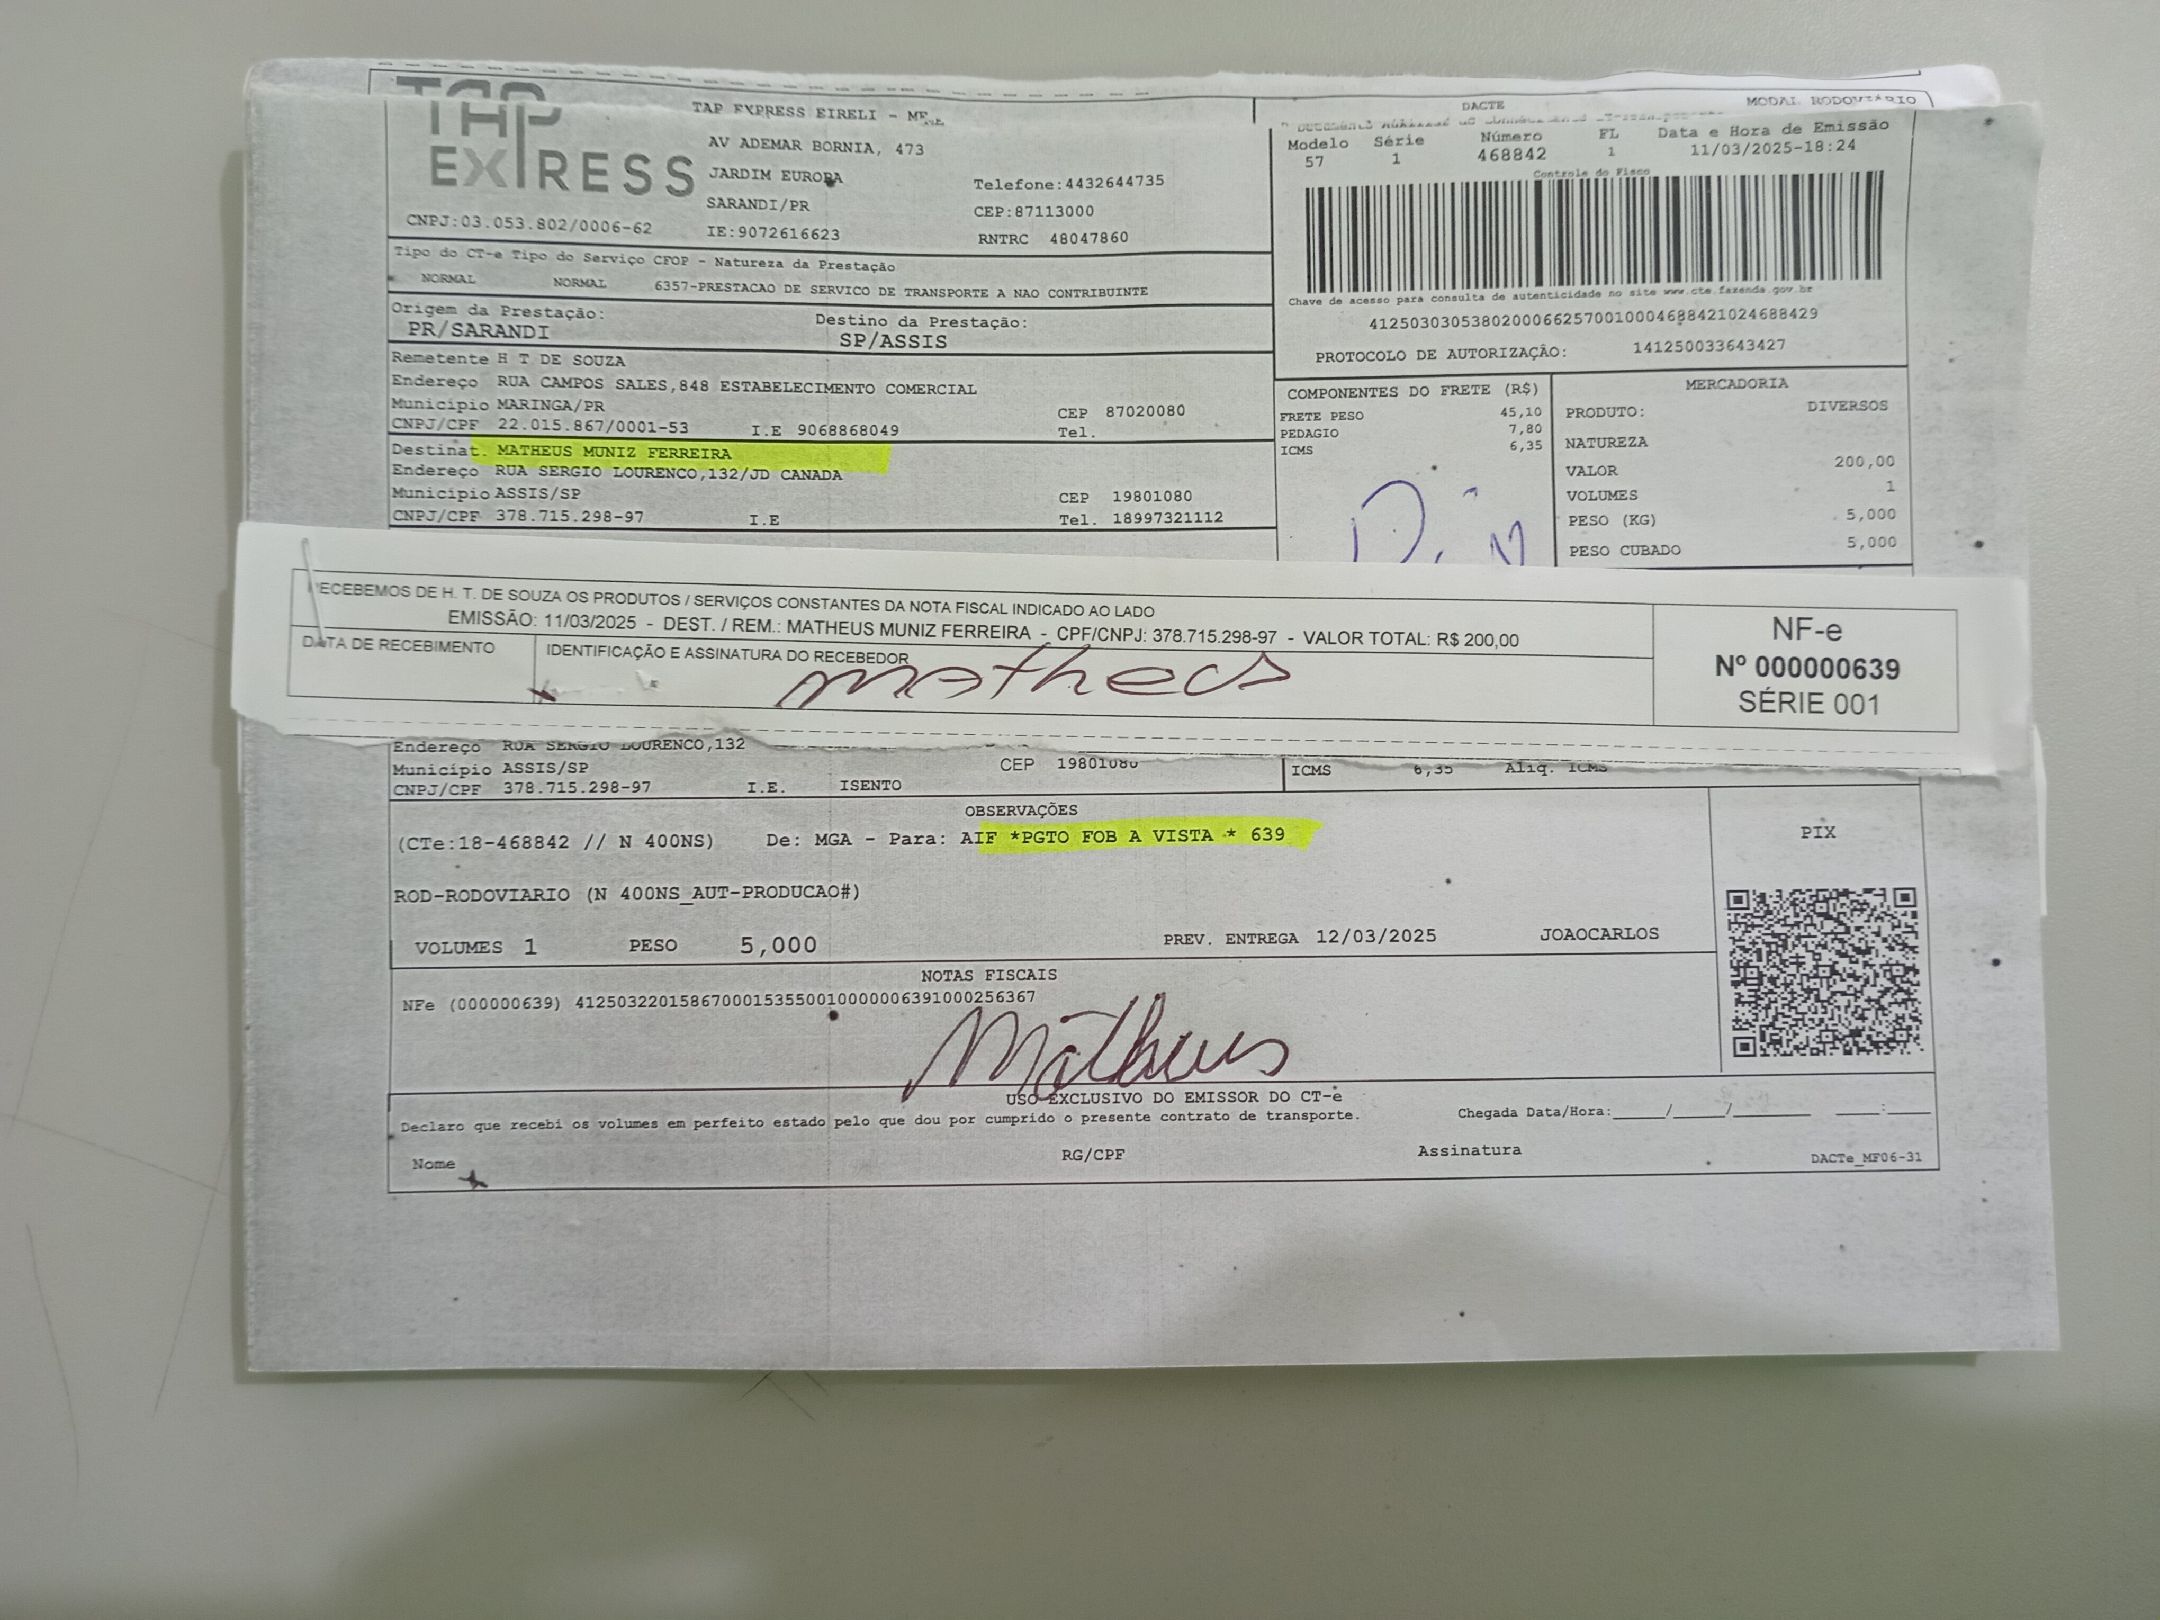 TAP EXPRESS
TAP EXPRESS EIRELI - ME
AV ADEMAR BORNIA, 473
JARDIM EUROPA
SARANDI/PR
IE:9072616623
CNPJ:03.053.802/0006-62
Telefone:4432644735
CEP:87113000
RNTRC 48047860
DACTE
MODAL RODOVIÁRIO
Modelo Série Número FL Data e Hora de Emissão
57 1 468842 1 11/03/2025-18:24
Controle do Fisco
Chave de acesso para consulta de autenticidade no site www.cte.fazenda.gov.br
41250303053802000662570010004688421024688429
PROTOCOLO DE AUTORIZAÇÃO: 141250033643427
Tipo do CT-e Tipo do Serviço CFOP - Natureza da Prestação
NORMAL NORMAL 6357-PRESTACAO DE SERVICO DE TRANSPORTE A NAO CONTRIBUINTE
Origem da Prestação: Destino da Prestação:
PR/SARANDI SP/ASSIS
Remetente H T DE SOUZA
Endereço RUA CAMPOS SALES,848 ESTABELECIMENTO COMERCIAL
Município MARINGA/PR CEP 87020080
CNPJ/CPF 22.015.867/0001-53 I.E 9068868049 Tel.
Destinat. MATHEUS MUNIZ FERREIRA
Endereço RUA SERGIO LOURENCO,132/JD CANADA
Município ASSIS/SP CEP 19801080
CNPJ/CPF 378.715.298-97 I.E Tel. 18997321112
COMPONENTES DO FRETE (R$)
FRETE PESO 45,10
PEDAGIO 7,80
ICMS 6,35
MERCADORIA
PRODUTO: DIVERSOS
NATUREZA
VALOR 200,00
VOLUMES 1
PESO (KG) 5,000
PESO CUBADO 5,000
RECEBEMOS DE H. T. DE SOUZA OS PRODUTOS / SERVIÇOS CONSTANTES DA NOTA FISCAL INDICADO AO LADO
EMISSÃO: 11/03/2025 - DEST. / REM.: MATHEUS MUNIZ FERREIRA - CPF/CNPJ: 378.715.298-97 - VALOR TOTAL: R$ 200,00
DATA DE RECEBIMENTO
IDENTIFICAÇÃO E ASSINATURA DO RECEBEDOR
matheus
NF-e
Nº 000000639
SÉRIE 001
Endereço RUA SERGIO LOURENCO,132
Município ASSIS/SP CEP 19801080
CNPJ/CPF 378.715.298-97 I.E. ISENTO
ICMS 6,35 Aliq. ICMS
OBSERVAÇÕES
(CTe:18-468842 // N 400NS) De: MGA - Para: AIF *PGTO FOB A VISTA * 639
ROD-RODOVIARIO (N 400NS_AUT-PRODUCAO#)
VOLUMES 1 PESO 5,000 PREV. ENTREGA 12/03/2025 JOAOCARLOS
PIX
NOTAS FISCAIS
NFe (000000639) 41250322015867000153550010000006391000256367
Matheus
USO EXCLUSIVO DO EMISSOR DO CT-e
Declaro que recebi os volumes em perfeito estado pelo que dou por cumprido o presente contrato de transporte.
Chegada Data/Hora:____/____/______ ___:___
Nome RG/CPF Assinatura DACTe_MF06-31